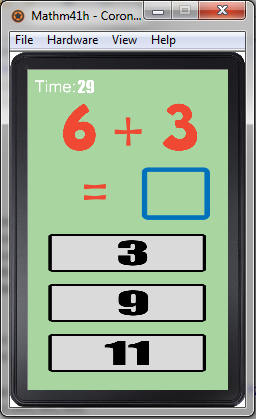 Mathm41h - Coron...
File Hardware View Help
Time:29
6 + 3
=
3
9
11